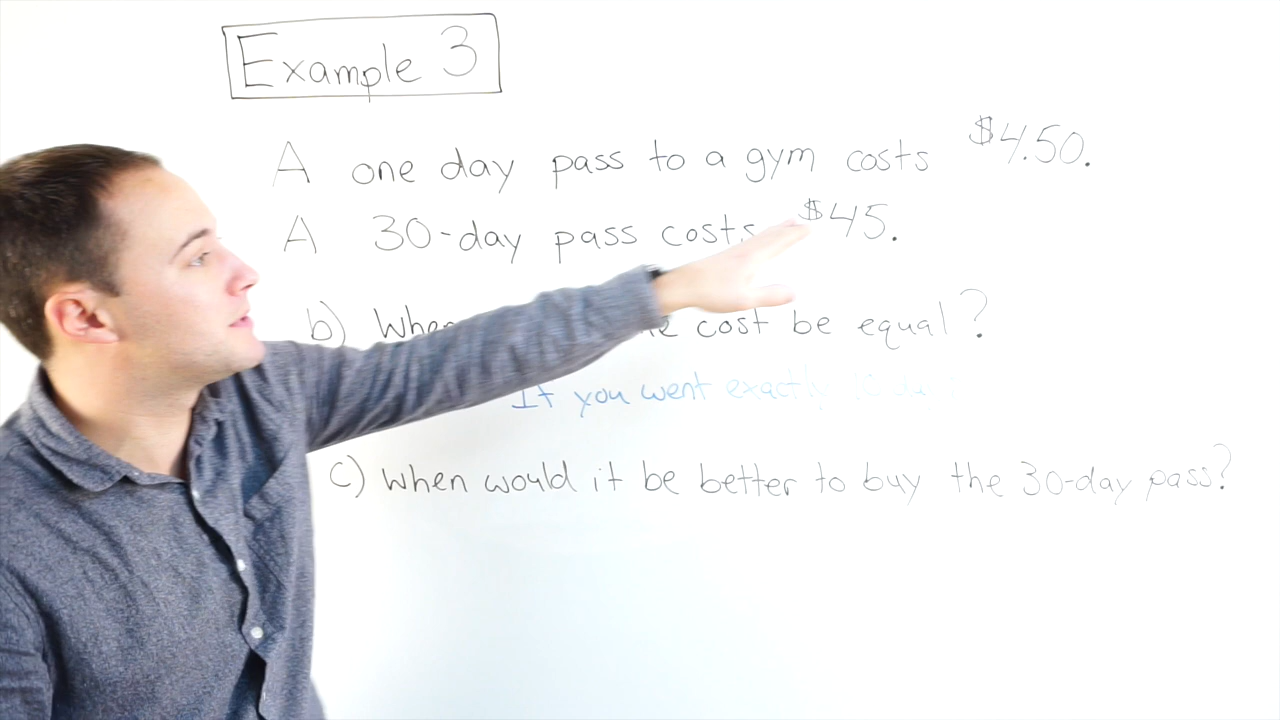 Example 3
A one day pass to a gym costs $4.50.
A 30-day pass costs $45.
b) cost be equal?
If you went exactly
c) When would it be better to buy the 30-day pass?